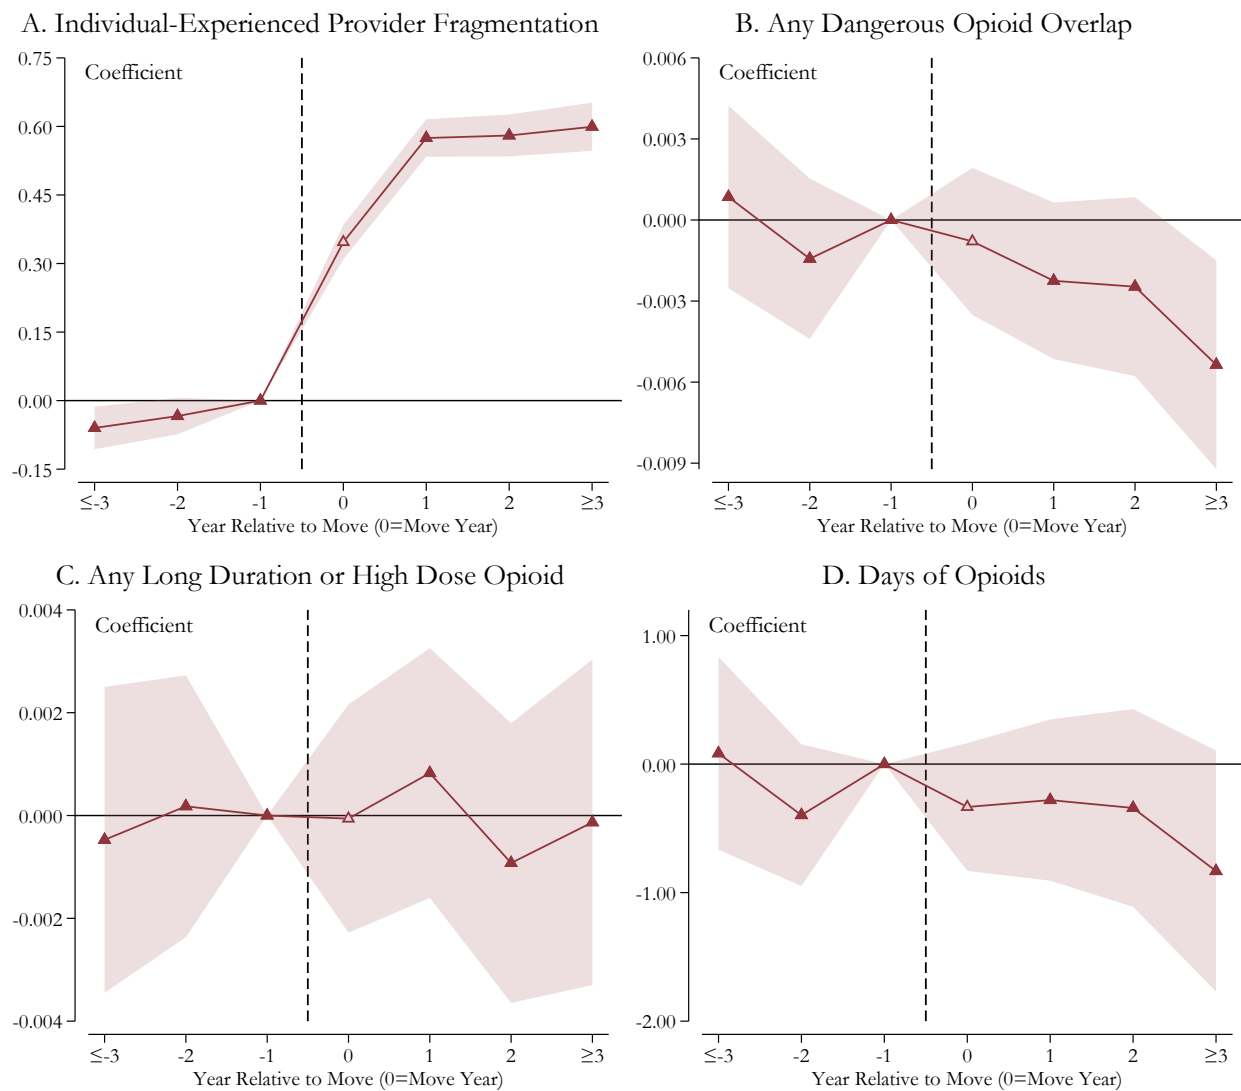 A. Individual-Experienced Provider Fragmentation
Coefficient
0.75
0.60
0.45
0.30
0.15
0.00
-0.15
≤-3 -2 -1 0 1 2 ≥3
Year Relative to Move (0=Move Year)
B. Any Dangerous Opioid Overlap
Coefficient
0.006
0.003
0.000
-0.003
-0.006
-0.009
≤-3 -2 -1 0 1 2 ≥3
Year Relative to Move (0=Move Year)
C. Any Long Duration or High Dose Opioid
Coefficient
0.004
0.002
0.000
-0.002
-0.004
≤-3 -2 -1 0 1 2 ≥3
Year Relative to Move (0=Move Year)
D. Days of Opioids
Coefficient
1.00
0.00
-1.00
-2.00
≤-3 -2 -1 0 1 2 ≥3
Year Relative to Move (0=Move Year)